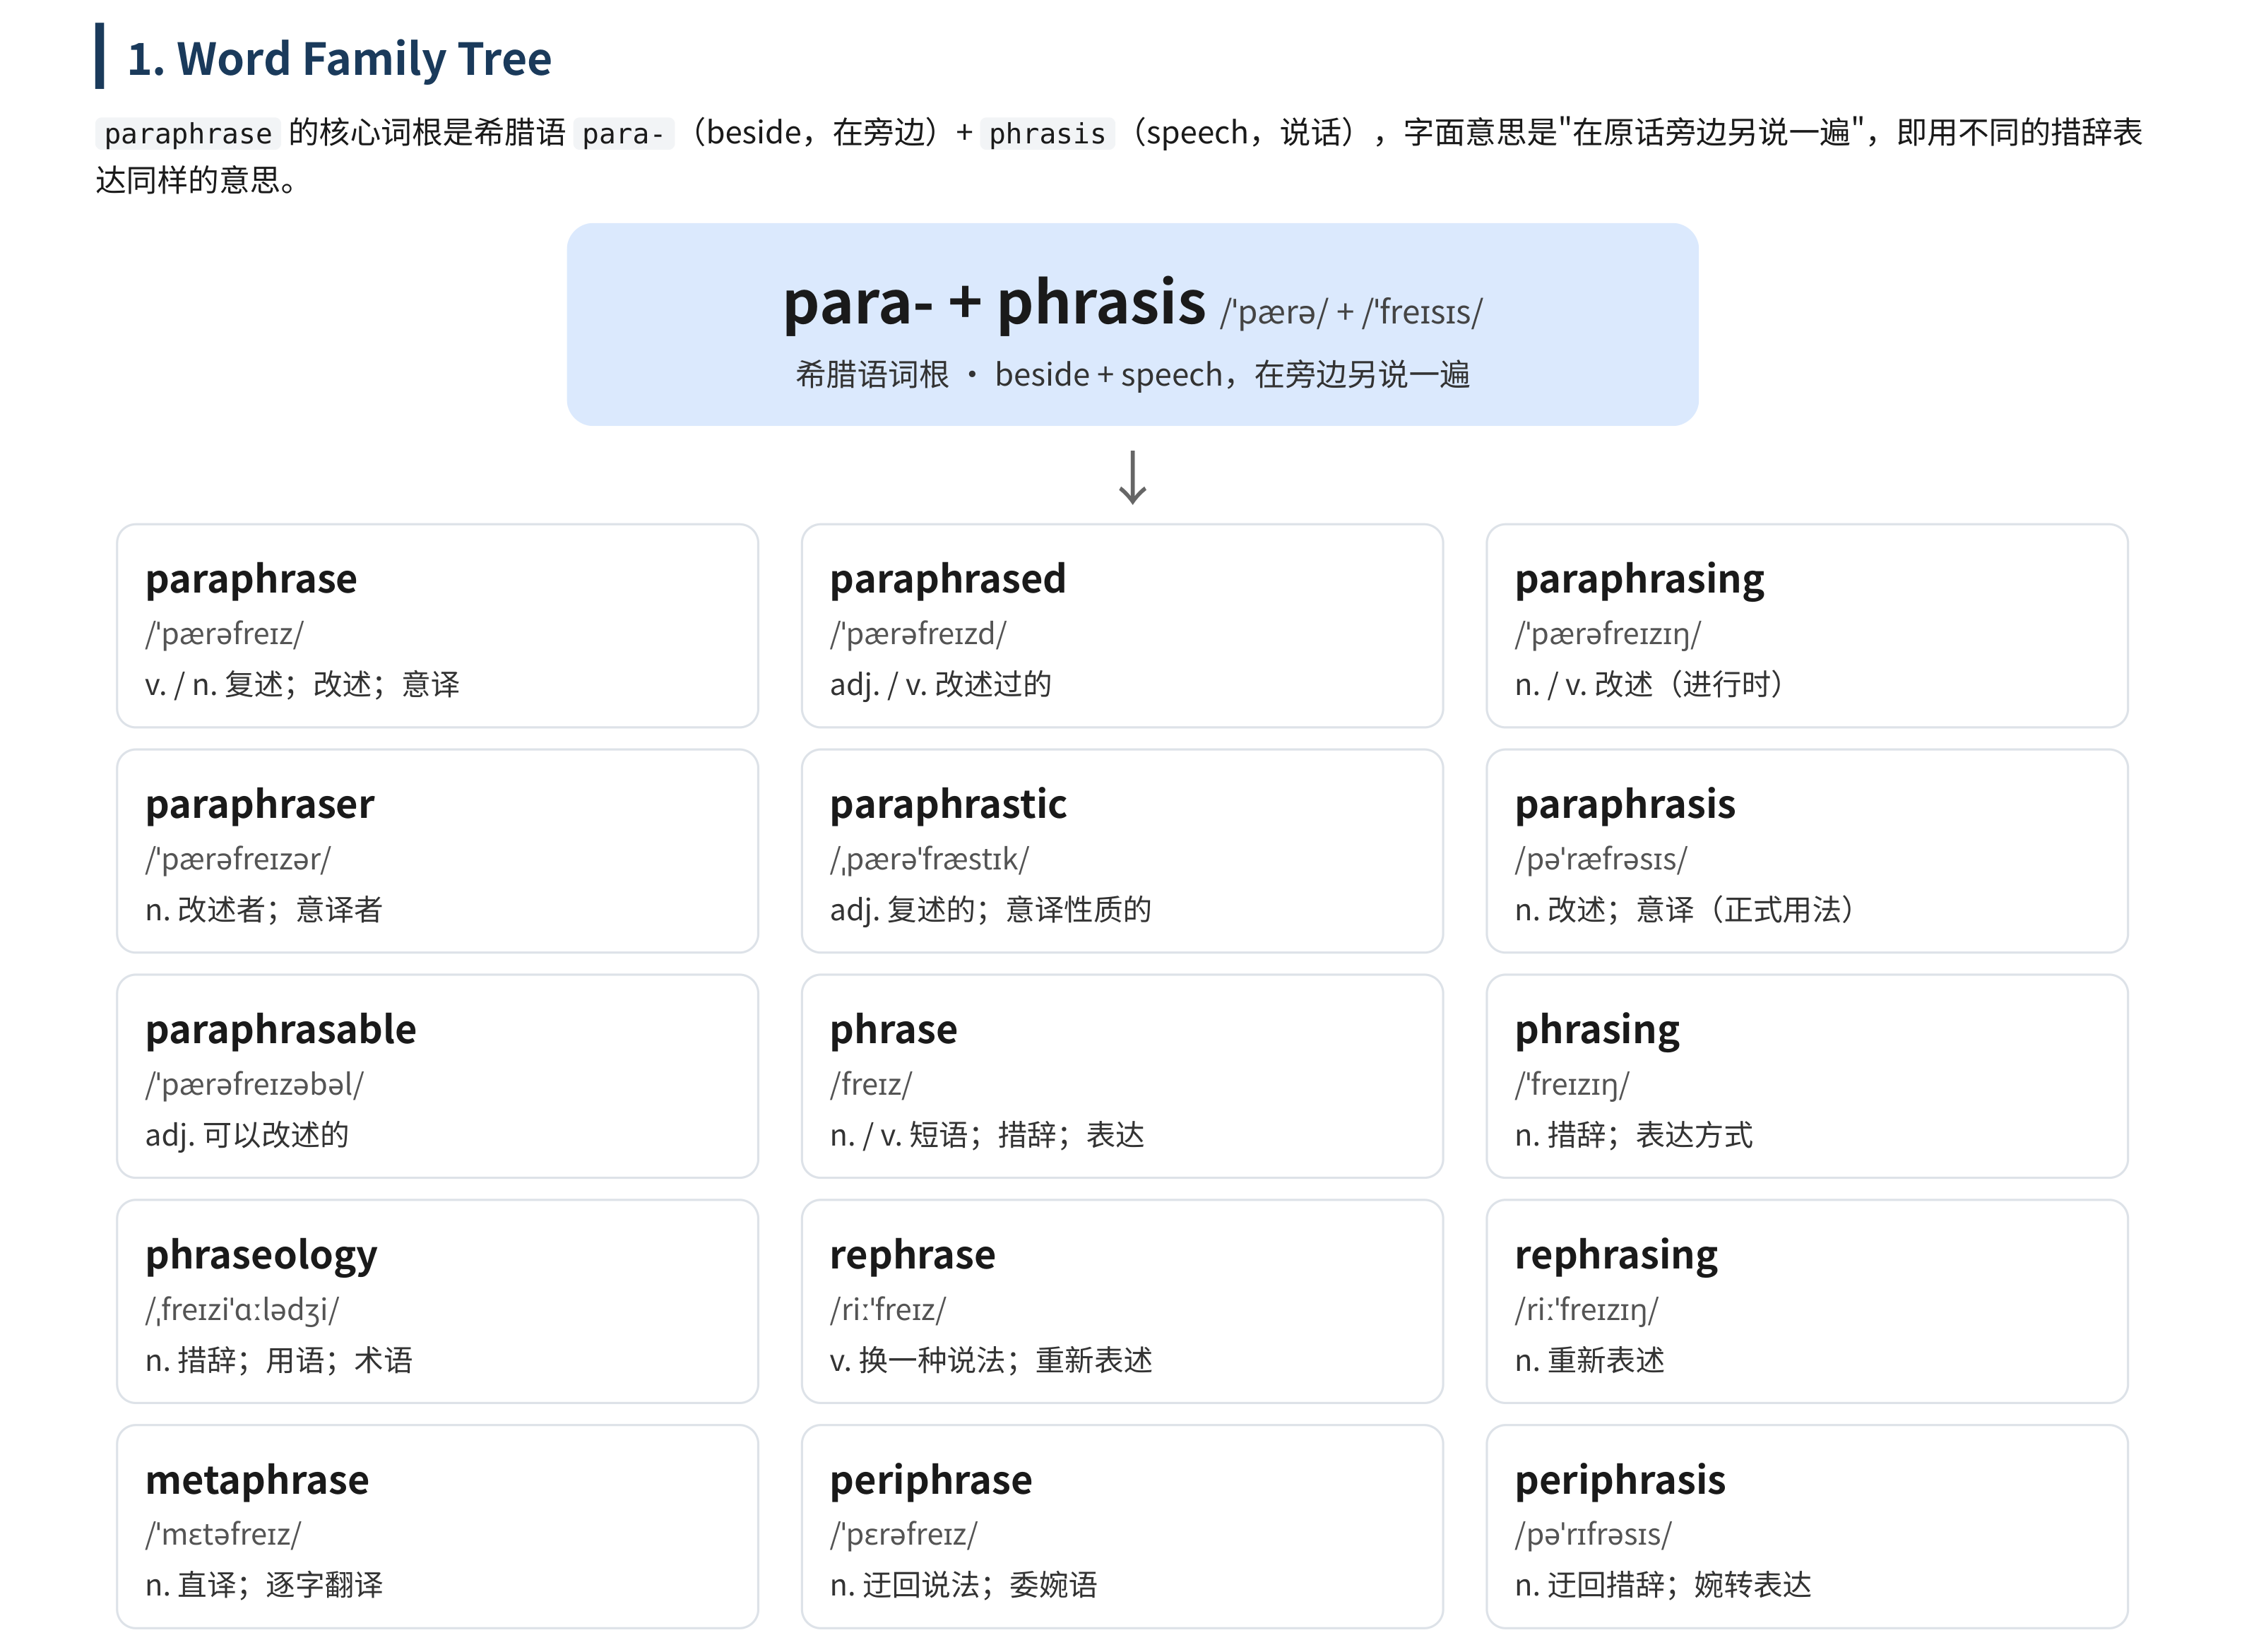 1. Word Family Tree
paraphrase 的核心词根是希腊语 para- （beside，在旁边）+ phrasis （speech，说话），字面意思是"在原话旁边另说一遍"，即用不同的措辞表
达同样的意思。
para- + phrasis /ˈpærə/ + /ˈfreɪsɪs/
希腊语词根 · beside + speech，在旁边另说一遍
↓
paraphrase
/ˈpærəfreɪz/
v. / n. 复述；改述；意译
paraphrased
/ˈpærəfreɪzd/
adj. / v. 改述过的
paraphrasing
/ˈpærəfreɪzɪŋ/
n. / v. 改述（进行时）
paraphraser
/ˈpærəfreɪzər/
n. 改述者；意译者
paraphrastic
/ˌpærəˈfræstɪk/
adj. 复述的；意译性质的
paraphrasis
/pəˈræfrəsɪs/
n. 改述；意译（正式用法）
paraphrasable
/ˈpærəfreɪzəbəl/
adj. 可以改述的
phrase
/freɪz/
n. / v. 短语；措辞；表达
phrasing
/ˈfreɪzɪŋ/
n. 措辞；表达方式
phraseology
/ˌfreɪziˈɑːlədʒi/
n. 措辞；用语；术语
rephrase
/riːˈfreɪz/
v. 换一种说法；重新表述
rephrasing
/riːˈfreɪzɪŋ/
n. 重新表述
metaphrase
/ˈmɛtəfreɪz/
n. 直译；逐字翻译
periphrase
/ˈpɛrəfreɪz/
n. 迂回说法；委婉语
periphrasis
/pəˈrɪfrəsɪs/
n. 迂回措辞；婉转表达